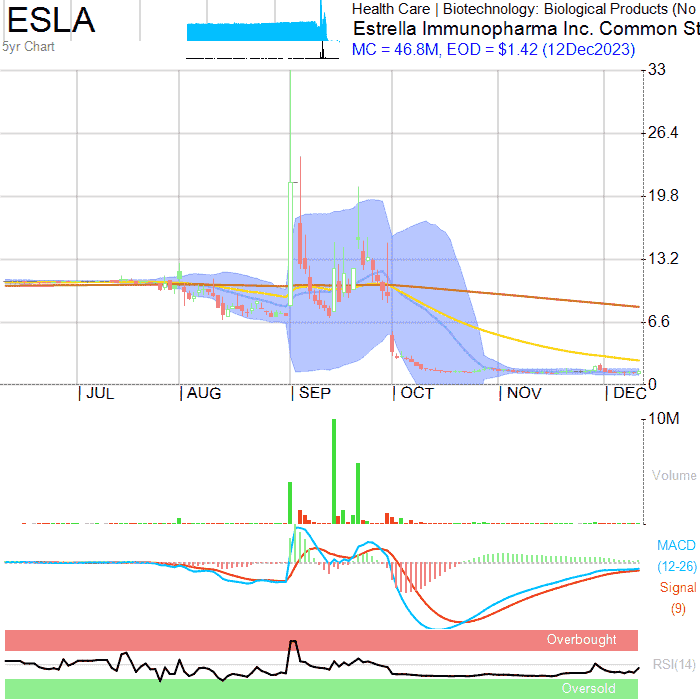 ESLA
5yr Chart
Health Care | Biotechnology: Biological Products (No
Estrella Immunopharma Inc. Common St
MC = 46.8M, EOD = $1.42 (12Dec2023)
33
26.4
19.8
13.2
6.6
0
JUL
AUG
SEP
OCT
NOV
DEC
10M
Volume
MACD
(12-26)
Signal
(9)
Overbought
RSI(14)
Oversold